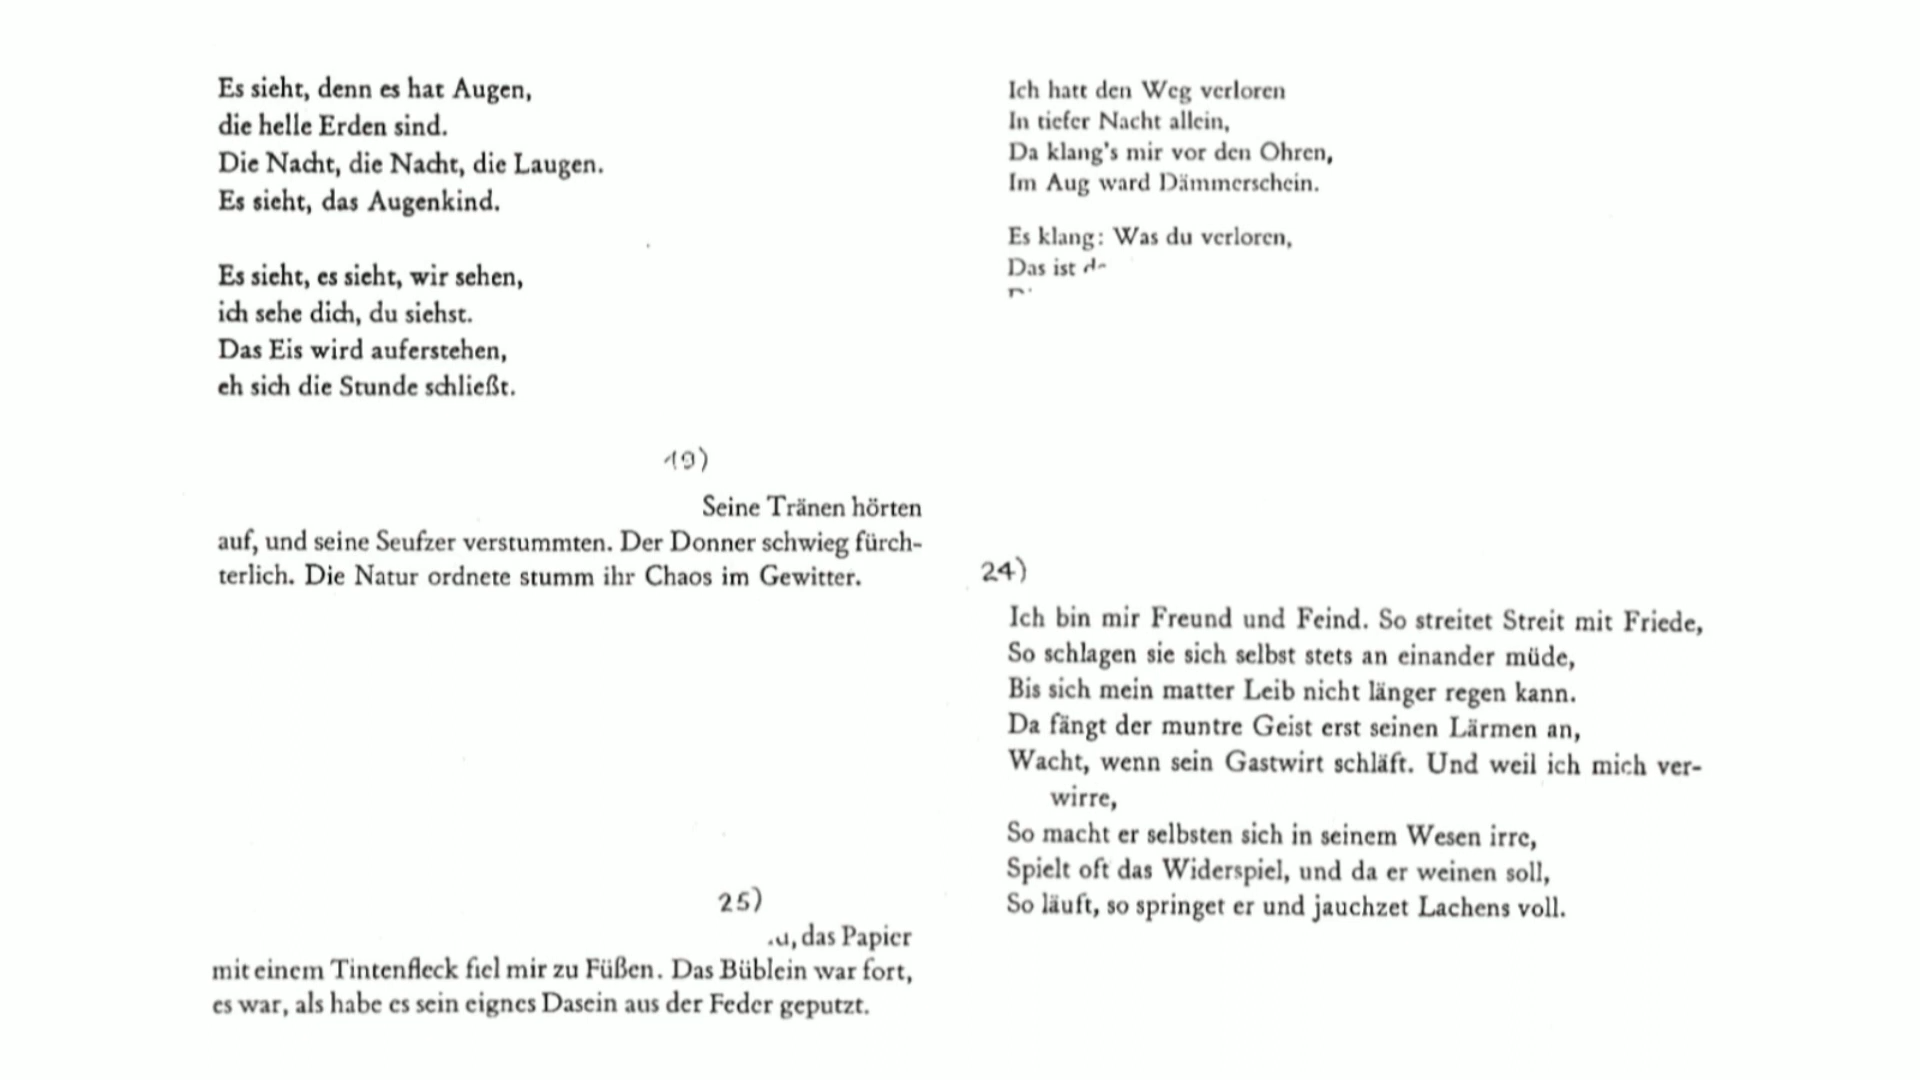 Es sieht, denn es hat Augen,
die helle Erden sind.
Die Nacht, die Nacht, die Laugen.
Es sieht, das Augenkind.
Es sieht, es sieht, wir sehen,
ich sehe dich, du siehst.
Das Eis wird auferstehen,
eh sich die Stunde schließt.
19)
Seine Tränen hörten
auf, und seine Seufzer verstummten. Der Donner schwieg fürch-
terlich. Die Natur ordnete stumm ihr Chaos im Gewitter.
25)
das Papier
mit einem Tintenfleck fiel mir zu Füßen. Das Büblein war fort,
es war, als habe es sein eignes Dasein aus der Feder geputzt.
Ich hatt den Weg verloren
In tiefer Nacht allein,
Da klang's mir vor den Ohren,
Im Aug ward Dämmerschein.
Es klang: Was du verloren,
Das ist
24)
Ich bin mir Freund und Feind. So streitet Streit mit Friede,
So schlagen sie sich selbst stets an einander müde,
Bis sich mein matter Leib nicht länger regen kann.
Da fängt der muntre Geist erst seinen Lärmen an,
Wacht, wenn sein Gastwirt schläft. Und weil ich mich ver-
wirre,
So macht er selbsten sich in seinem Wesen irre,
Spielt oft das Widerspiel, und da er weinen soll,
So läuft, so springet er und jauchzet Lachens voll.